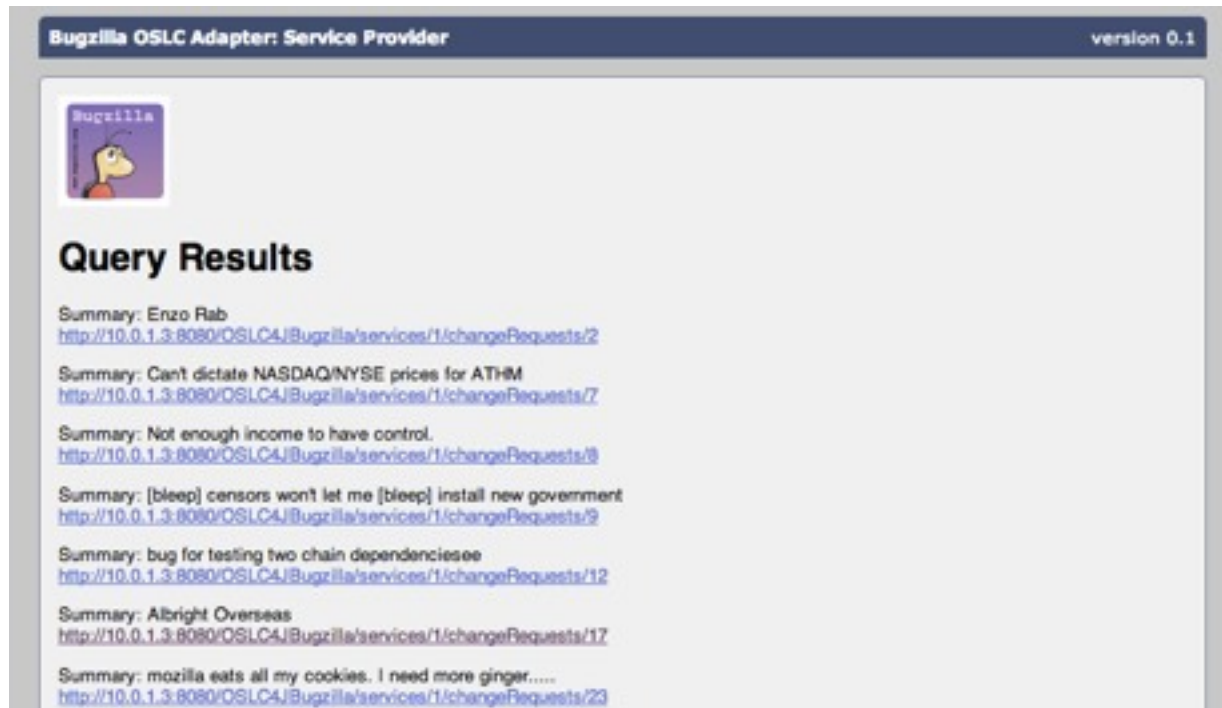 Bugzilla OSLC Adapter: Service Provider version 0.1
Bugzilla
Query Results
Summary: Enzo Rab
http://10.0.1.3:8080/OSLC4JBugzilla/services/1/changeRequests/2
Summary: Can't dictate NASDAQ/NYSE prices for ATHM
http://10.0.1.3:8080/OSLC4JBugzilla/services/1/changeRequests/7
Summary: Not enough income to have control.
http://10.0.1.3:8080/OSLC4JBugzilla/services/1/changeRequests/8
Summary: [bleep] censors won't let me [bleep] install new government
http://10.0.1.3:8080/OSLC4JBugzilla/services/1/changeRequests/9
Summary: bug for testing two chain dependenciesee
http://10.0.1.3:8080/OSLC4JBugzilla/services/1/changeRequests/12
Summary: Albright Overseas
http://10.0.1.3:8080/OSLC4JBugzilla/services/1/changeRequests/17
Summary: mozilla eats all my cookies. I need more ginger.....
http://10.0.1.3:8080/OSLC4JBugzilla/services/1/changeRequests/23